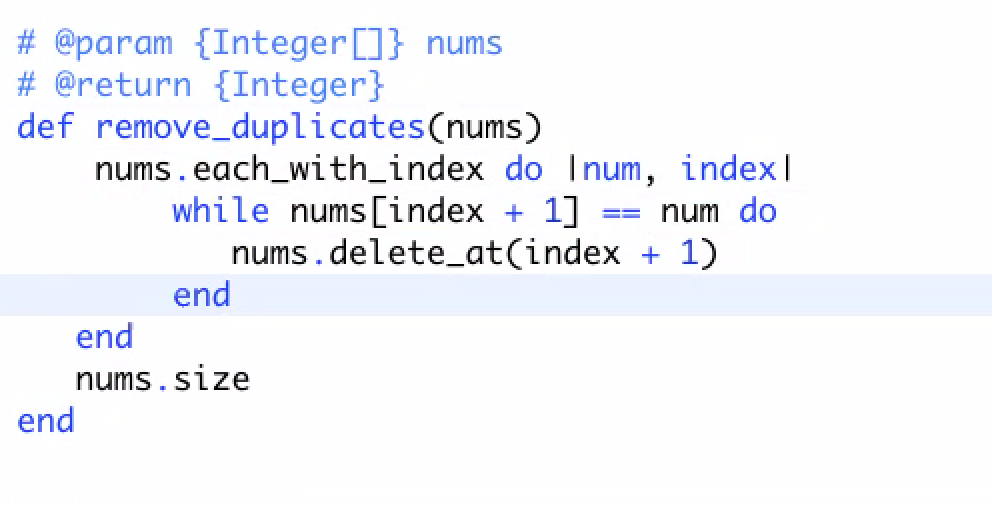 # @param {Integer[]} nums
# @return {Integer}
def remove_duplicates(nums)
    nums.each_with_index do |num, index|
        while nums[index + 1] == num do
           nums.delete_at(index + 1)
        end
   end
   nums.size
end